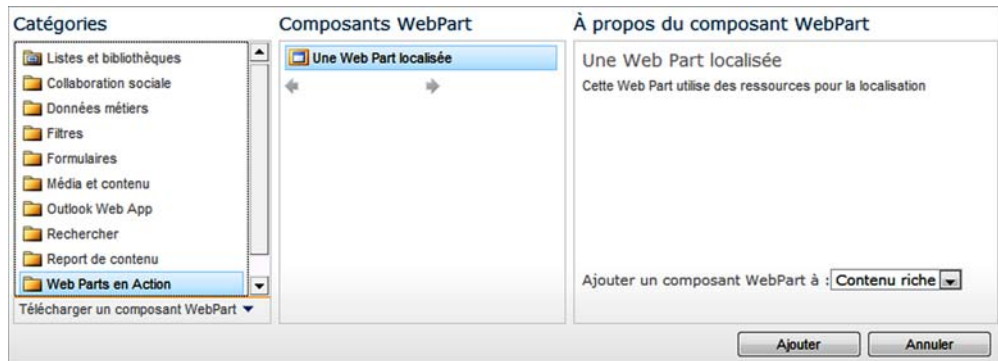 Catégories
Listes et bibliothèques
Collaboration sociale
Données métiers
Filtres
Formulaires
Média et contenu
Outlook Web App
Rechercher
Report de contenu
Web Parts en Action
Télécharger un composant WebPart
Composants WebPart
Une Web Part localisée
À propos du composant WebPart
Une Web Part localisée
Cette Web Part utilise des ressources pour la localisation
Ajouter un composant WebPart à : Contenu riche
Ajouter
Annuler